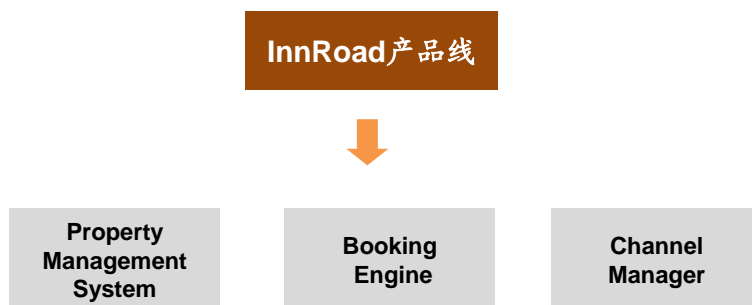 InnRoad产品线
Property
Management
System
Booking
Engine
Channel
Manager